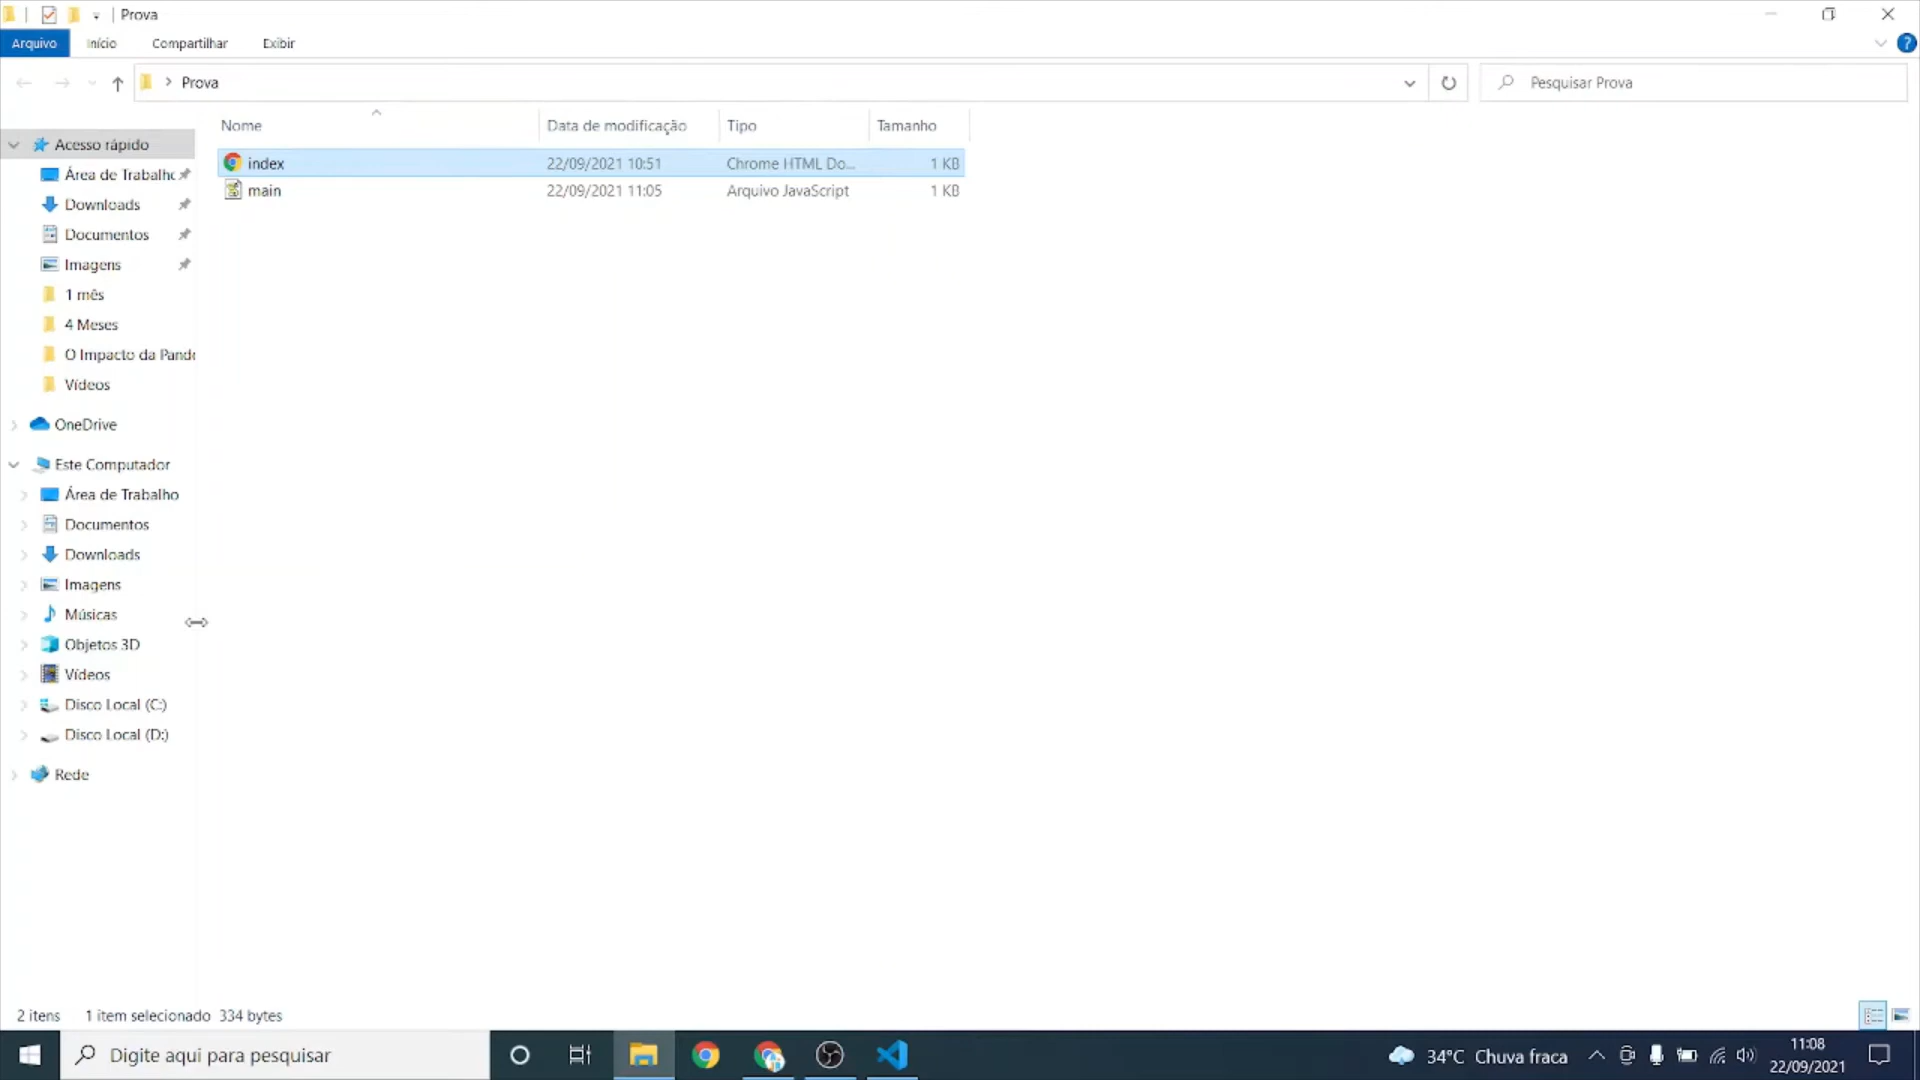 Prova
Arquivo Início Compartilhar Exibir
Prova Pesquisar Prova
Nome Data de modificação Tipo Tamanho
index 22/09/2021 10:51 Chrome HTML Do... 1 KB
main 22/09/2021 11:05 Arquivo JavaScript 1 KB
Acesso rápido
Área de Trabalho
Downloads
Documentos
Imagens
1 mês
4 Meses
O Impacto da Pande
Vídeos
OneDrive
Este Computador
Área de Trabalho
Documentos
Downloads
Imagens
Músicas
Objetos 3D
Vídeos
Disco Local (C:)
Disco Local (D:)
Rede
2 itens 1 item selecionado 334 bytes
Digite aqui para pesquisar 34°C Chuva fraca 11:08
22/09/2021